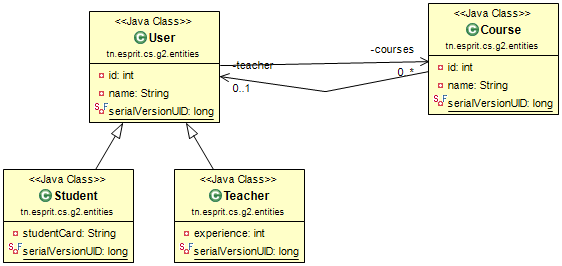 <<Java Class>>
User
tn.esprit.cs.g2.entities
id: int
name: String
serialVersionUID: long
-teacher
0..1
-courses
0..*
<<Java Class>>
Course
tn.esprit.cs.g2.entities
id: int
name: String
serialVersionUID: long
<<Java Class>>
Student
tn.esprit.cs.g2.entities
studentCard: String
serialVersionUID: long
<<Java Class>>
Teacher
tn.esprit.cs.g2.entities
experience: int
serialVersionUID: long